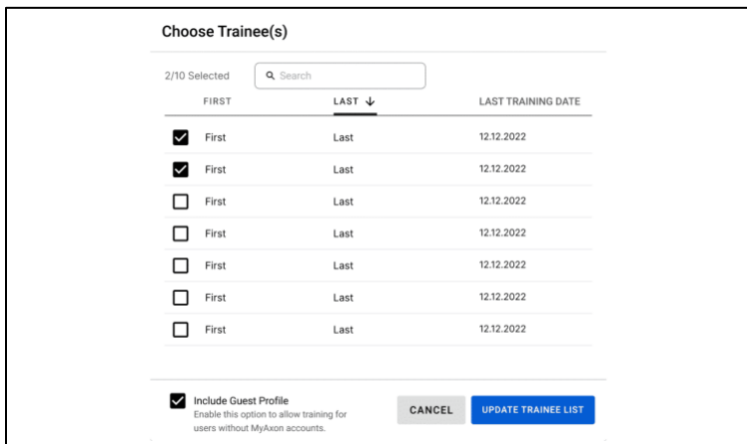 Choose Trainee(s)
2/10 Selected Search
FIRST LAST ↓ LAST TRAINING DATE
First Last 12.12.2022
First Last 12.12.2022
First Last 12.12.2022
First Last 12.12.2022
First Last 12.12.2022
First Last 12.12.2022
First Last 12.12.2022
Include Guest Profile
Enable this option to allow training for
users without MyAxon accounts.
CANCEL UPDATE TRAINEE LIST